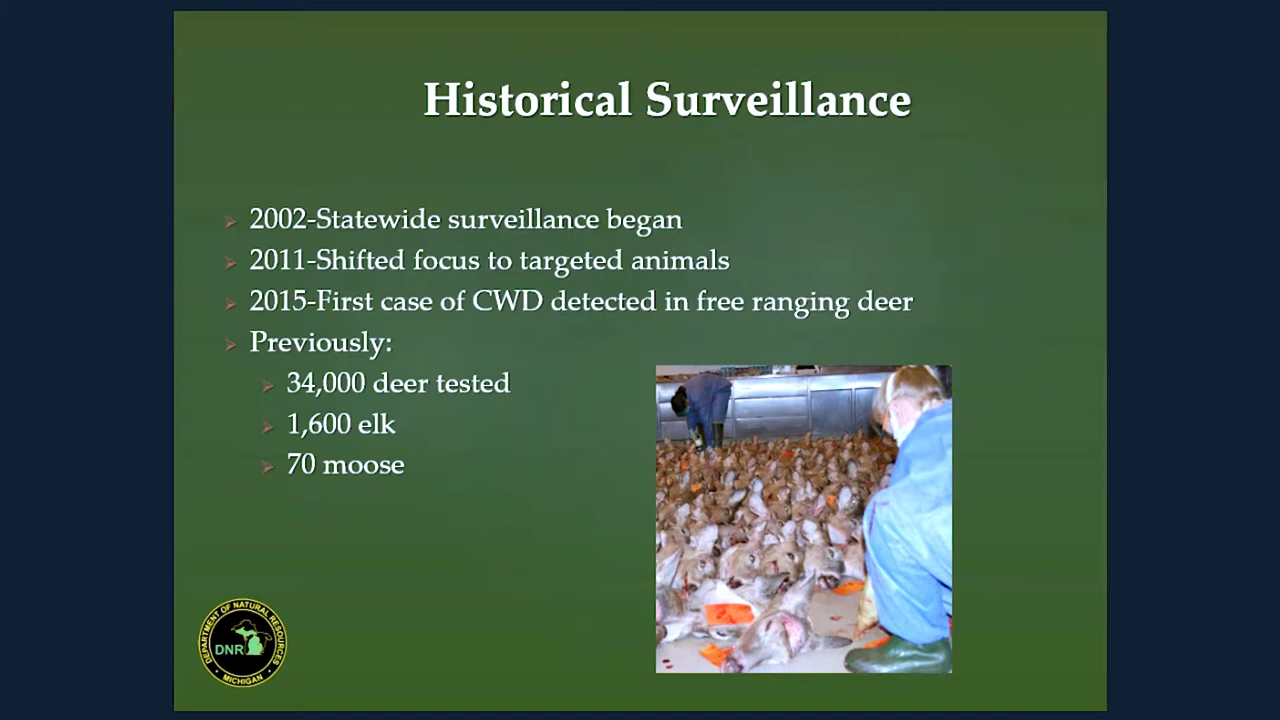 Historical Surveillance
2002-Statewide surveillance began
2011-Shifted focus to targeted animals
2015-First case of CWD detected in free ranging deer
Previously:
34,000 deer tested
1,600 elk
70 moose
DEPARTMENT OF NATURAL RESOURCES
DNR
MICHIGAN